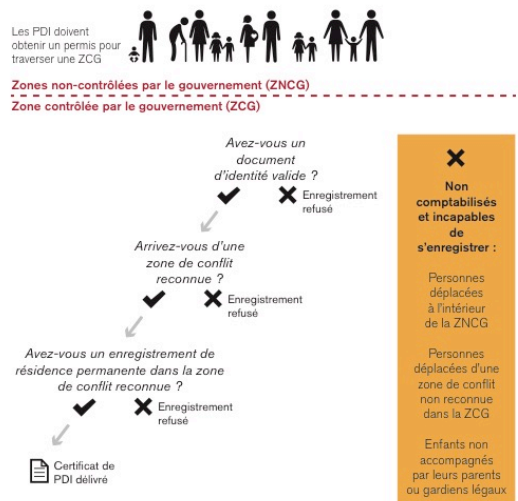 Les PDI doivent
obtenir un permis pour
traverser une ZCG
Zones non-contrôlées par le gouvernement (ZNCG)
Zone contrôlée par le gouvernement (ZCG)
Avez-vous un
document
d'identité valide ?
Enregistrement
refusé
Arrivez-vous d'une
zone de conflit
reconnue ?
Enregistrement
refusé
Avez-vous un enregistrement de
résidence permanente dans la zone
de conflit reconnue ?
Enregistrement
refusé
Certificat de
PDI délivré
Non
comptabilisés
et incapables
de
s'enregistrer :
Personnes
déplacées
à l'intérieur
de la ZNCG
Personnes
déplacées d'une
zone de conflit
non reconnue
dans la ZCG
Enfants non
accompagnés
par leurs parents
ou gardiens légaux